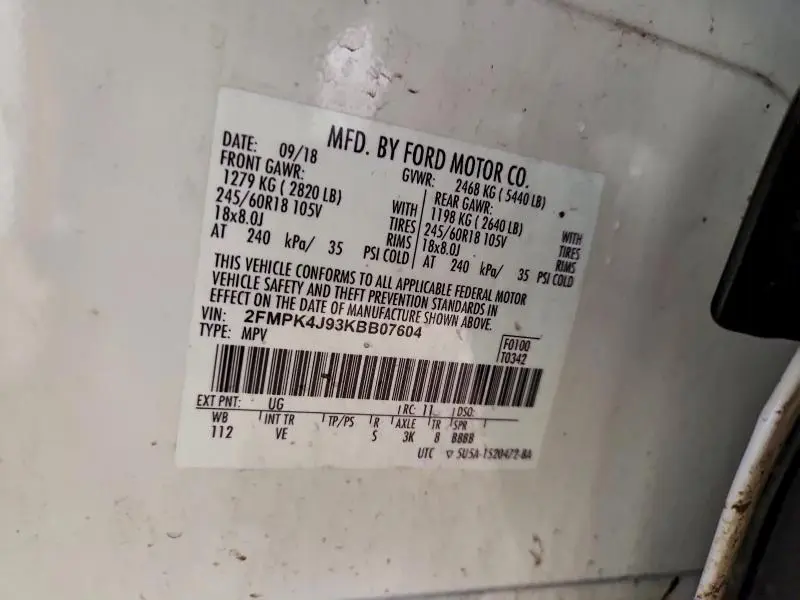 MFD. BY FORD MOTOR CO.
DATE: 09/18 GVWR: 2468 KG ( 5440 LB)
FRONT GAWR: REAR GAWR:
1279 KG ( 2820 LB) WITH 1198 KG ( 2640 LB) WITH
245/60R18 105V TIRES 245/60R18 105V TIRES
18x8.0J RIMS 18x8.0J RIMS
AT 240 kPa/ 35 PSI COLD AT 240 kPa/ 35 PSI COLD
THIS VEHICLE CONFORMS TO ALL APPLICABLE FEDERAL MOTOR
VEHICLE SAFETY AND THEFT PREVENTION STANDARDS IN
EFFECT ON THE DATE OF MANUFACTURE SHOWN ABOVE.
VIN: 2FMPK4J93KBB07604
TYPE: MPV
F0100
T0342
EXT PNT: UG RC: 11 DSO:
WB INT TR TP/PS R AXLE TR SPR
112 VE S 3K 8 BBBB
UTC ▽ 5U5A-1520472-BA